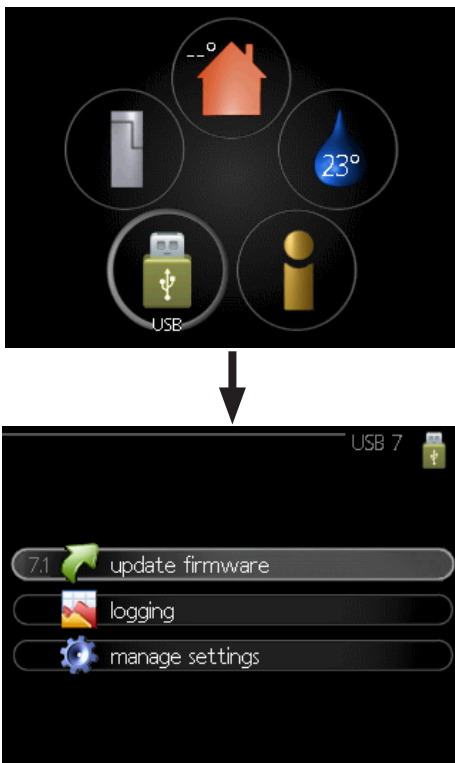 --°
23°
USB
USB 7
7.1 update firmware
logging
manage settings